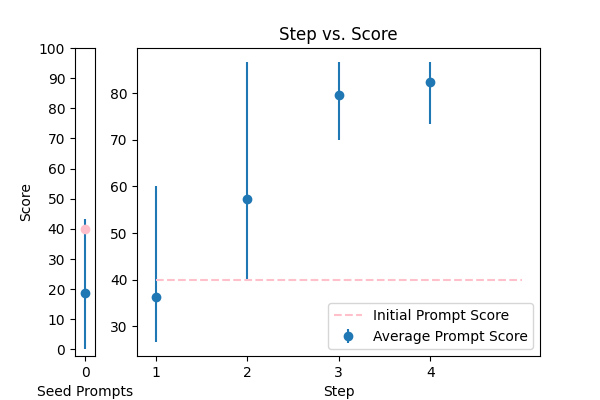 Step vs. Score
Score
100
90
80
70
60
50
40
30
20
10
0
0
Seed Prompts
80
70
60
50
40
30
1 2 3 4
Step
Initial Prompt Score
Average Prompt Score